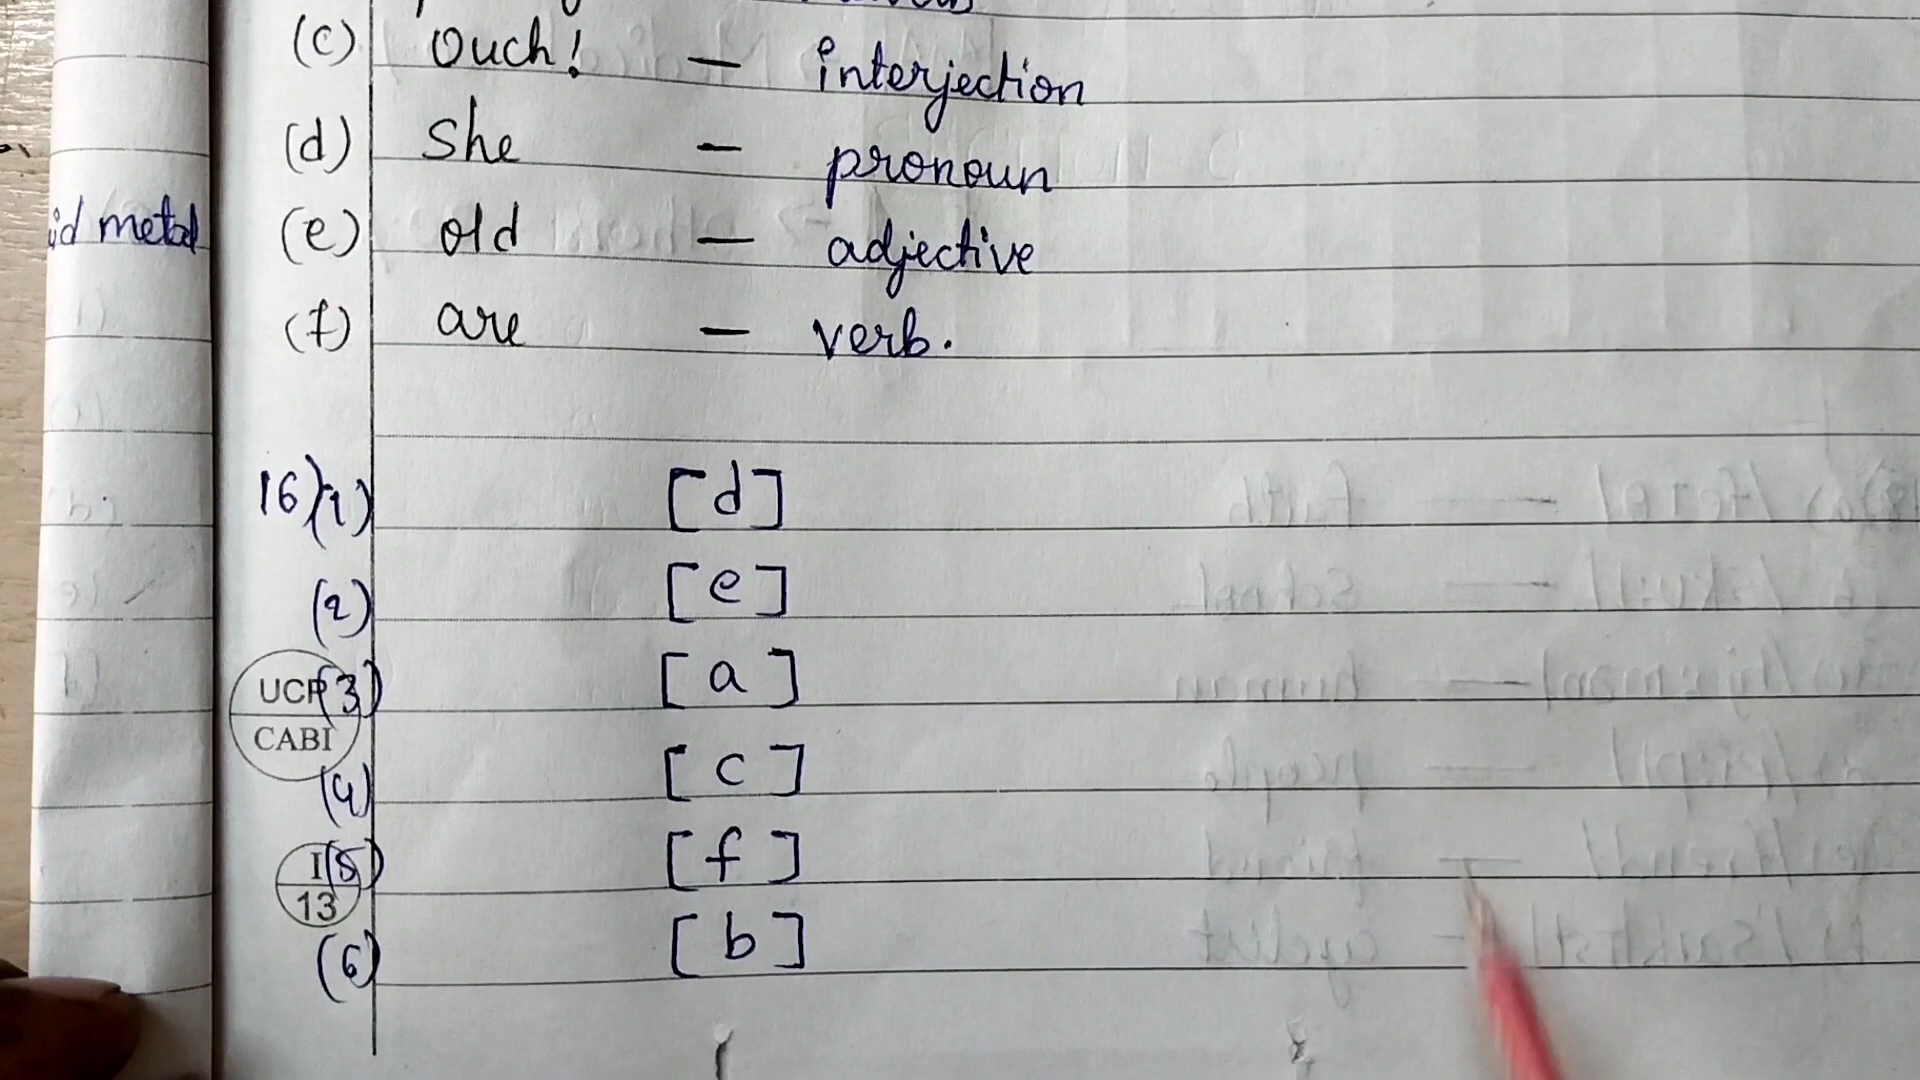 (c) Ouch! — interjection
(d) She — pronoun
id metal
(e) old — adjective
(f) are — verb.
16) (1) [d]
(2) [e]
UCP (3) [a]
CABI
(4) [c]
I (5) [f]
13
(6) [b]